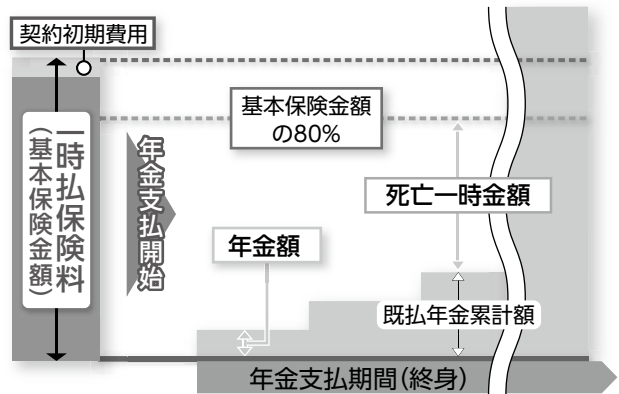 契約初期費用
一時払保険料
(基本保険金額)
年金支払開始
基本保険金額
の80%
死亡一時金額
年金額
既払年金累計額
年金支払期間(終身)